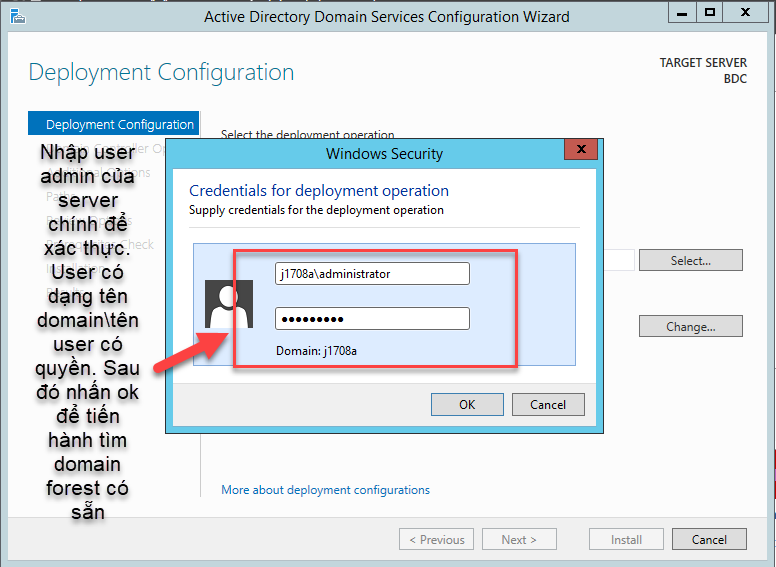 Active Directory Domain Services Configuration Wizard
Deployment Configuration
TARGET SERVER
BDC
Deployment Configuration
Select the deployment operation
Nhập user
admin của
server
chính để
xác thực.
User có
dạng tên
domain\tên
user có
quyền. Sau
đó nhấn ok
để tiến
hành tìm
domain
forest có
sẵn
Windows Security
X
Credentials for deployment operation
Supply credentials for the deployment operation
j1708a\administrator
●●●●●●●●●
Domain: j1708a
OK
Cancel
Select...
Change...
More about deployment configurations
< Previous
Next >
Install
Cancel